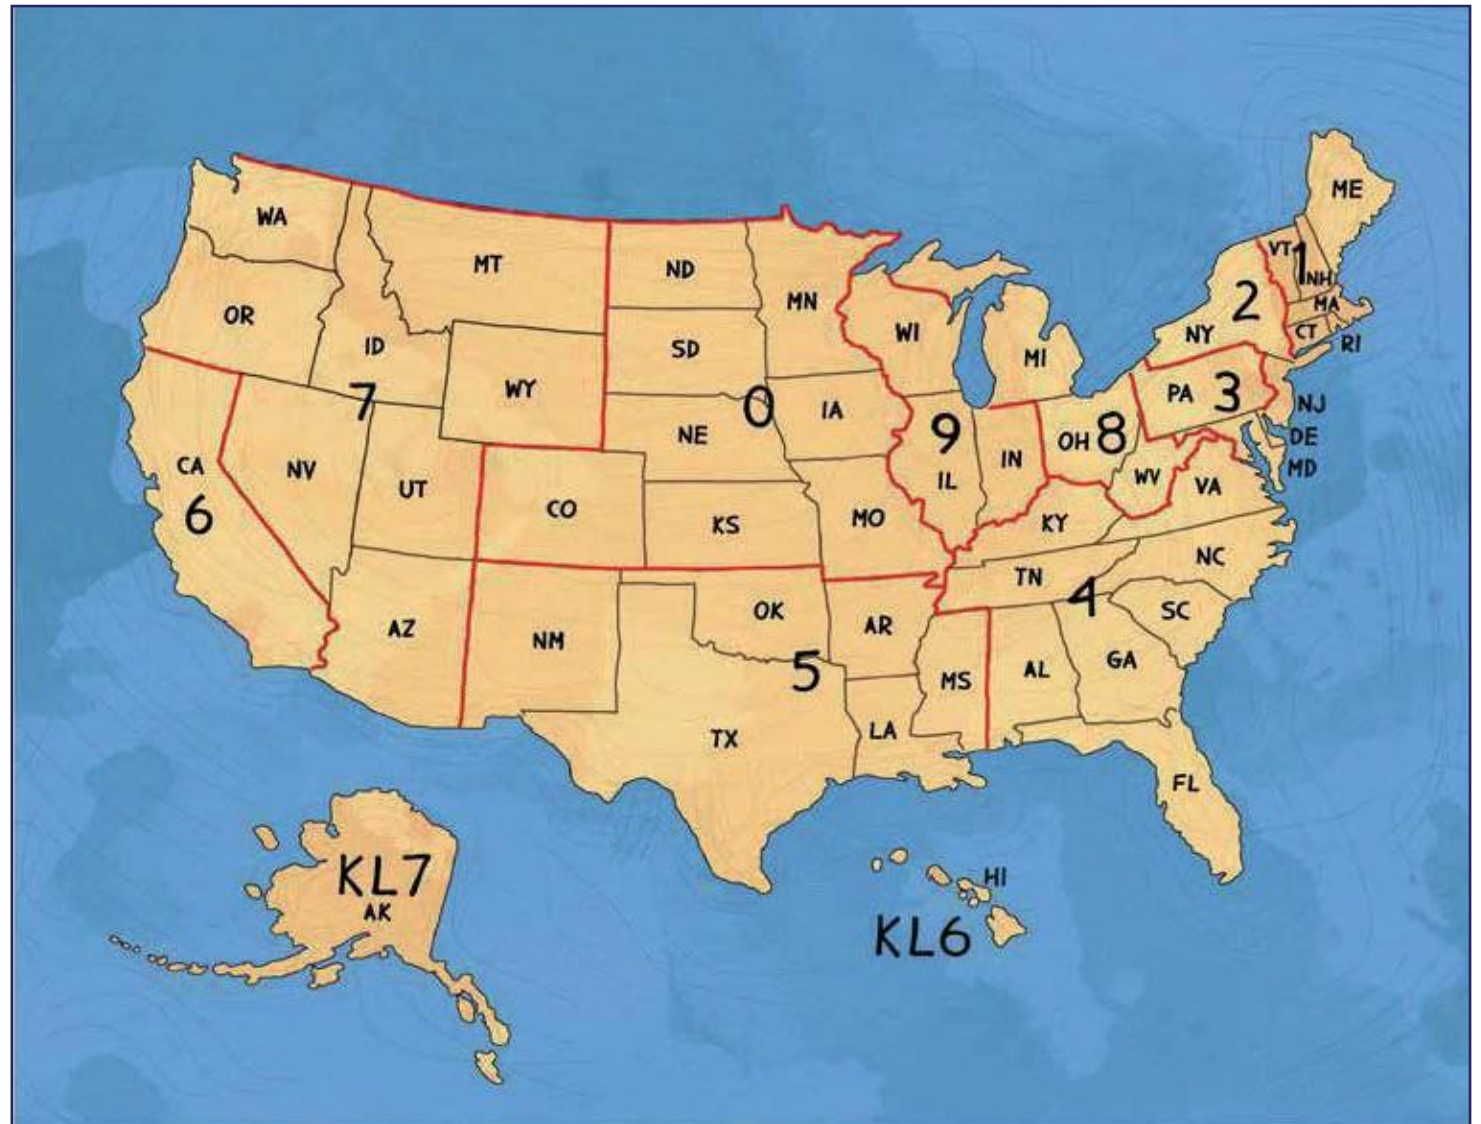 ME
WA
VT
1
MT
ND
NH
MN
2
MA
OR
NY
CT
RI
WI
ID
SD
MI
WY
7
0
IA
PA
3
NJ
NE
9
OH
8
DE
CA
NV
IN
MD
UT
IL
WV
VA
6
CO
KS
MO
KY
NC
TN
4
AZ
NM
OK
AR
SC
5
MS
AL
GA
TX
LA
FL
KL7
AK
HI
KL6